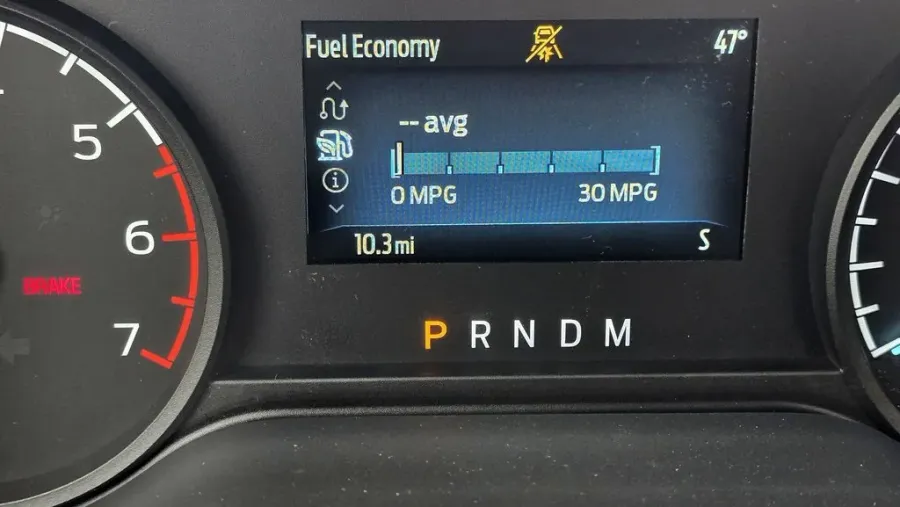 Fuel Economy 47°
5
-- avg
0 MPG 30 MPG
6
10.3 mi S
BRAKE
7
P R N D M